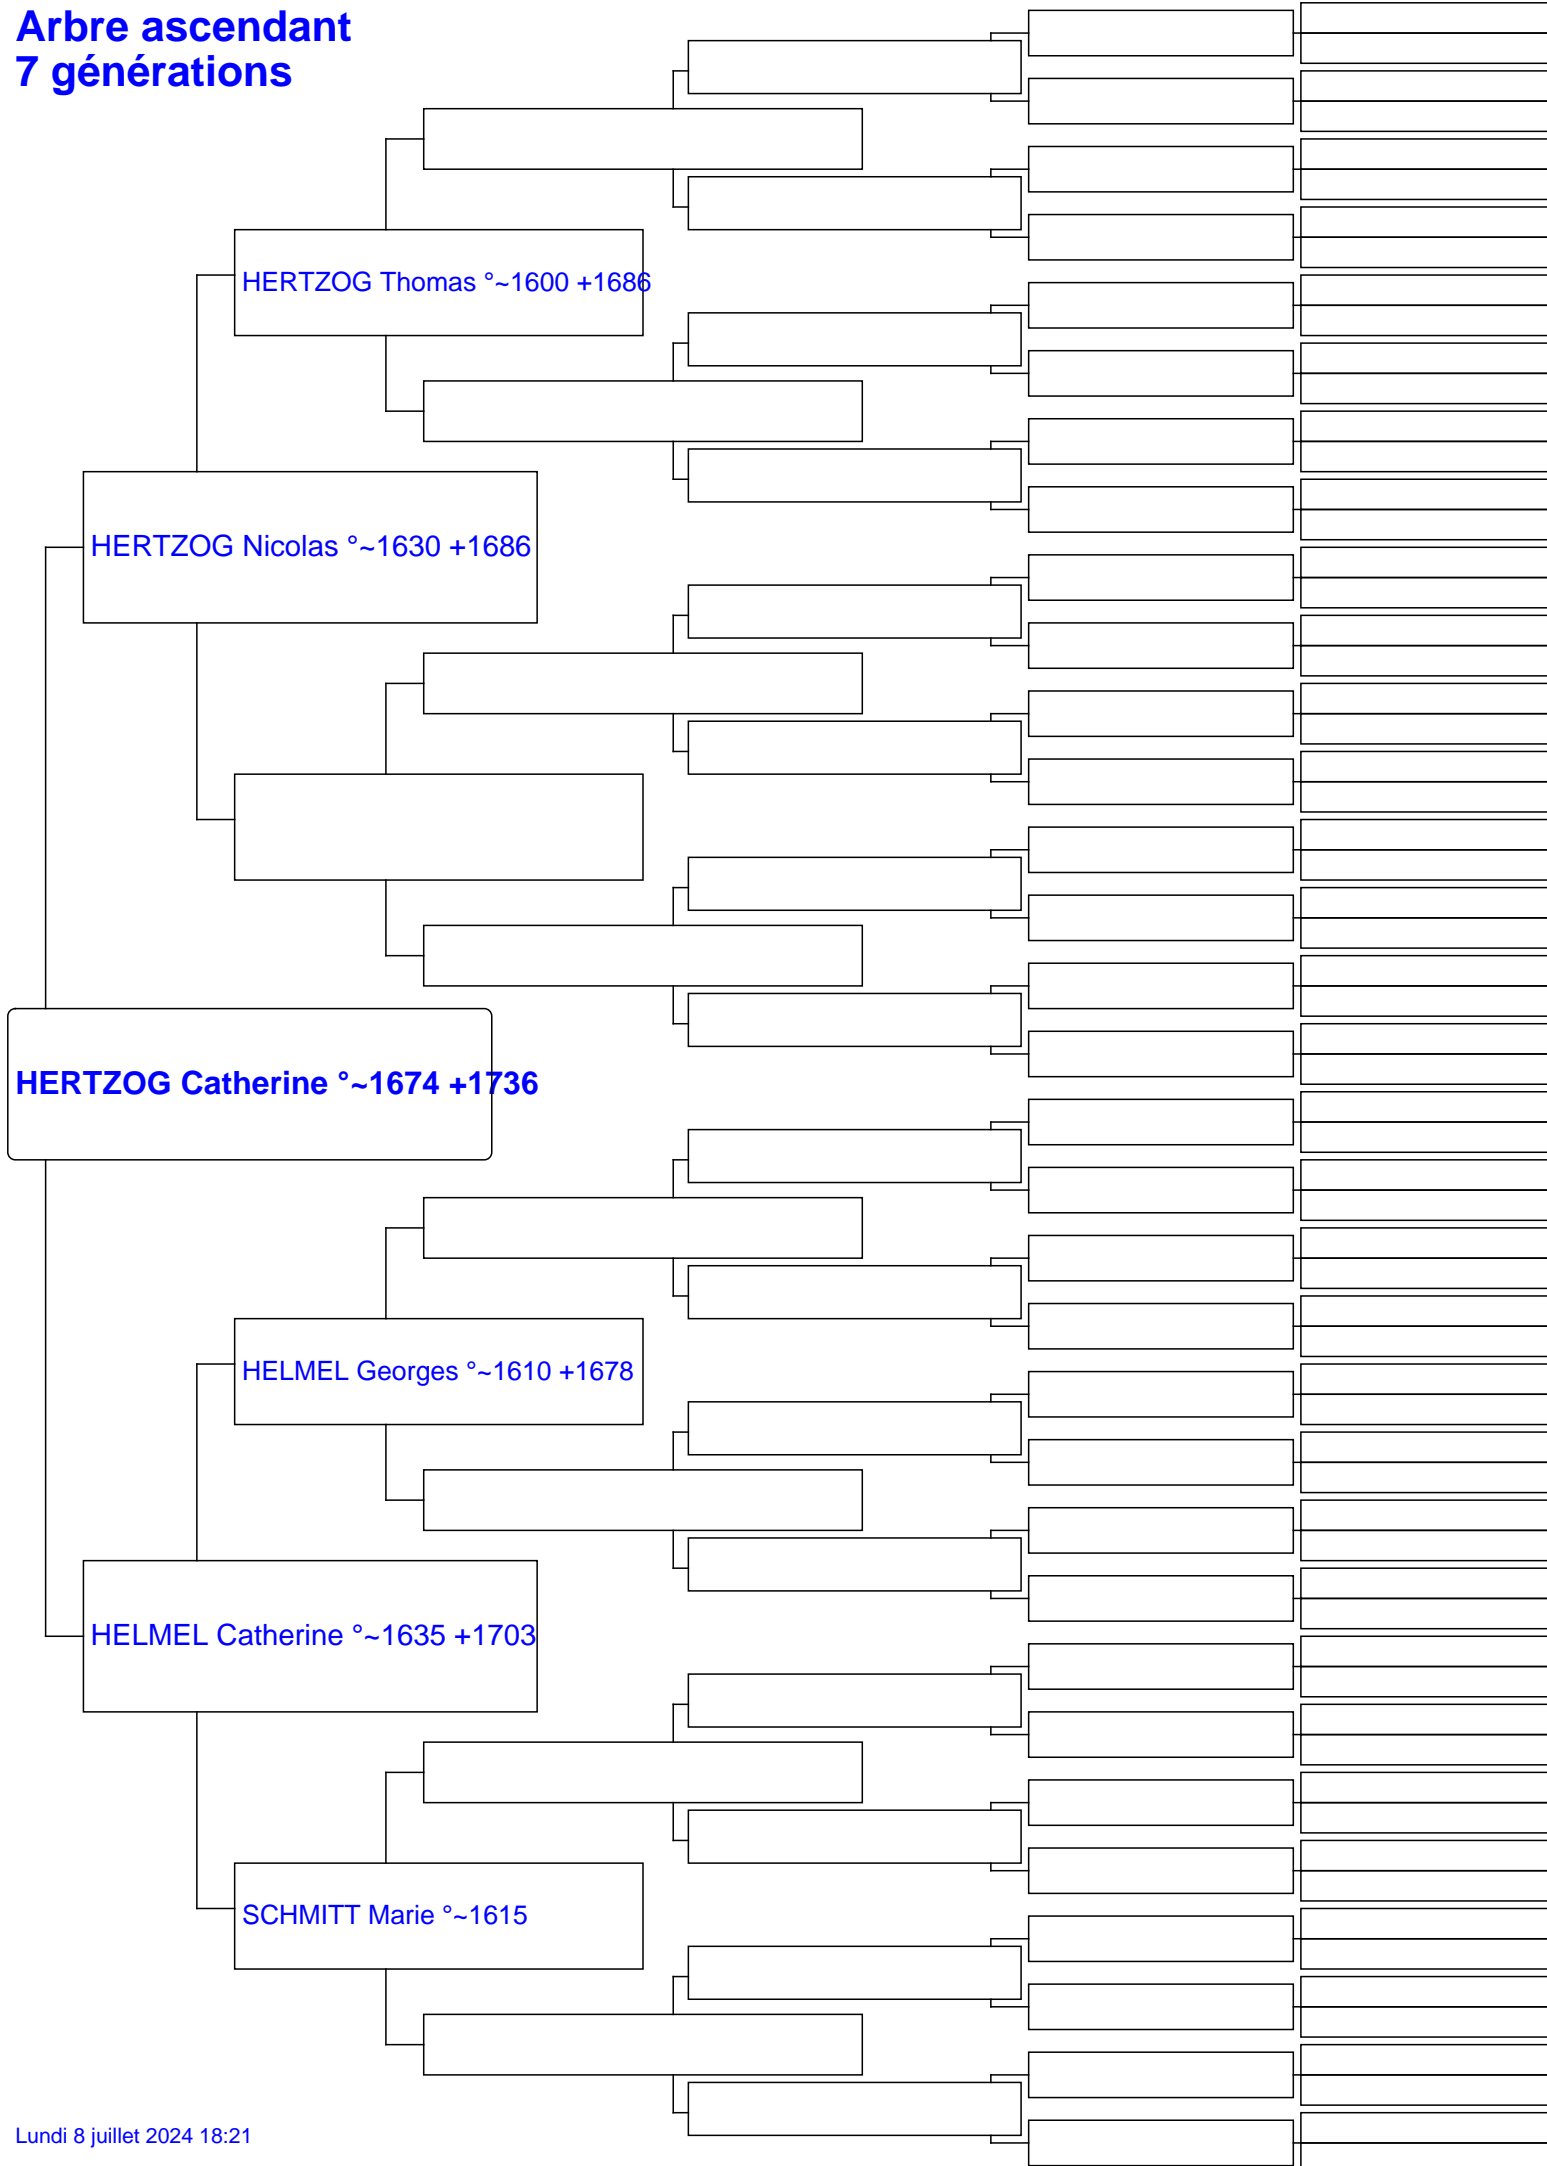 Arbre ascendant
7 générations
HERTZOG Thomas °~1600 +1686
HERTZOG Nicolas °~1630 +1686
HERTZOG Catherine °~1674 +1736
HELMEL Georges °~1610 +1678
HELMEL Catherine °~1635 +1703
SCHMITT Marie °~1615
Lundi 8 juillet 2024 18:21